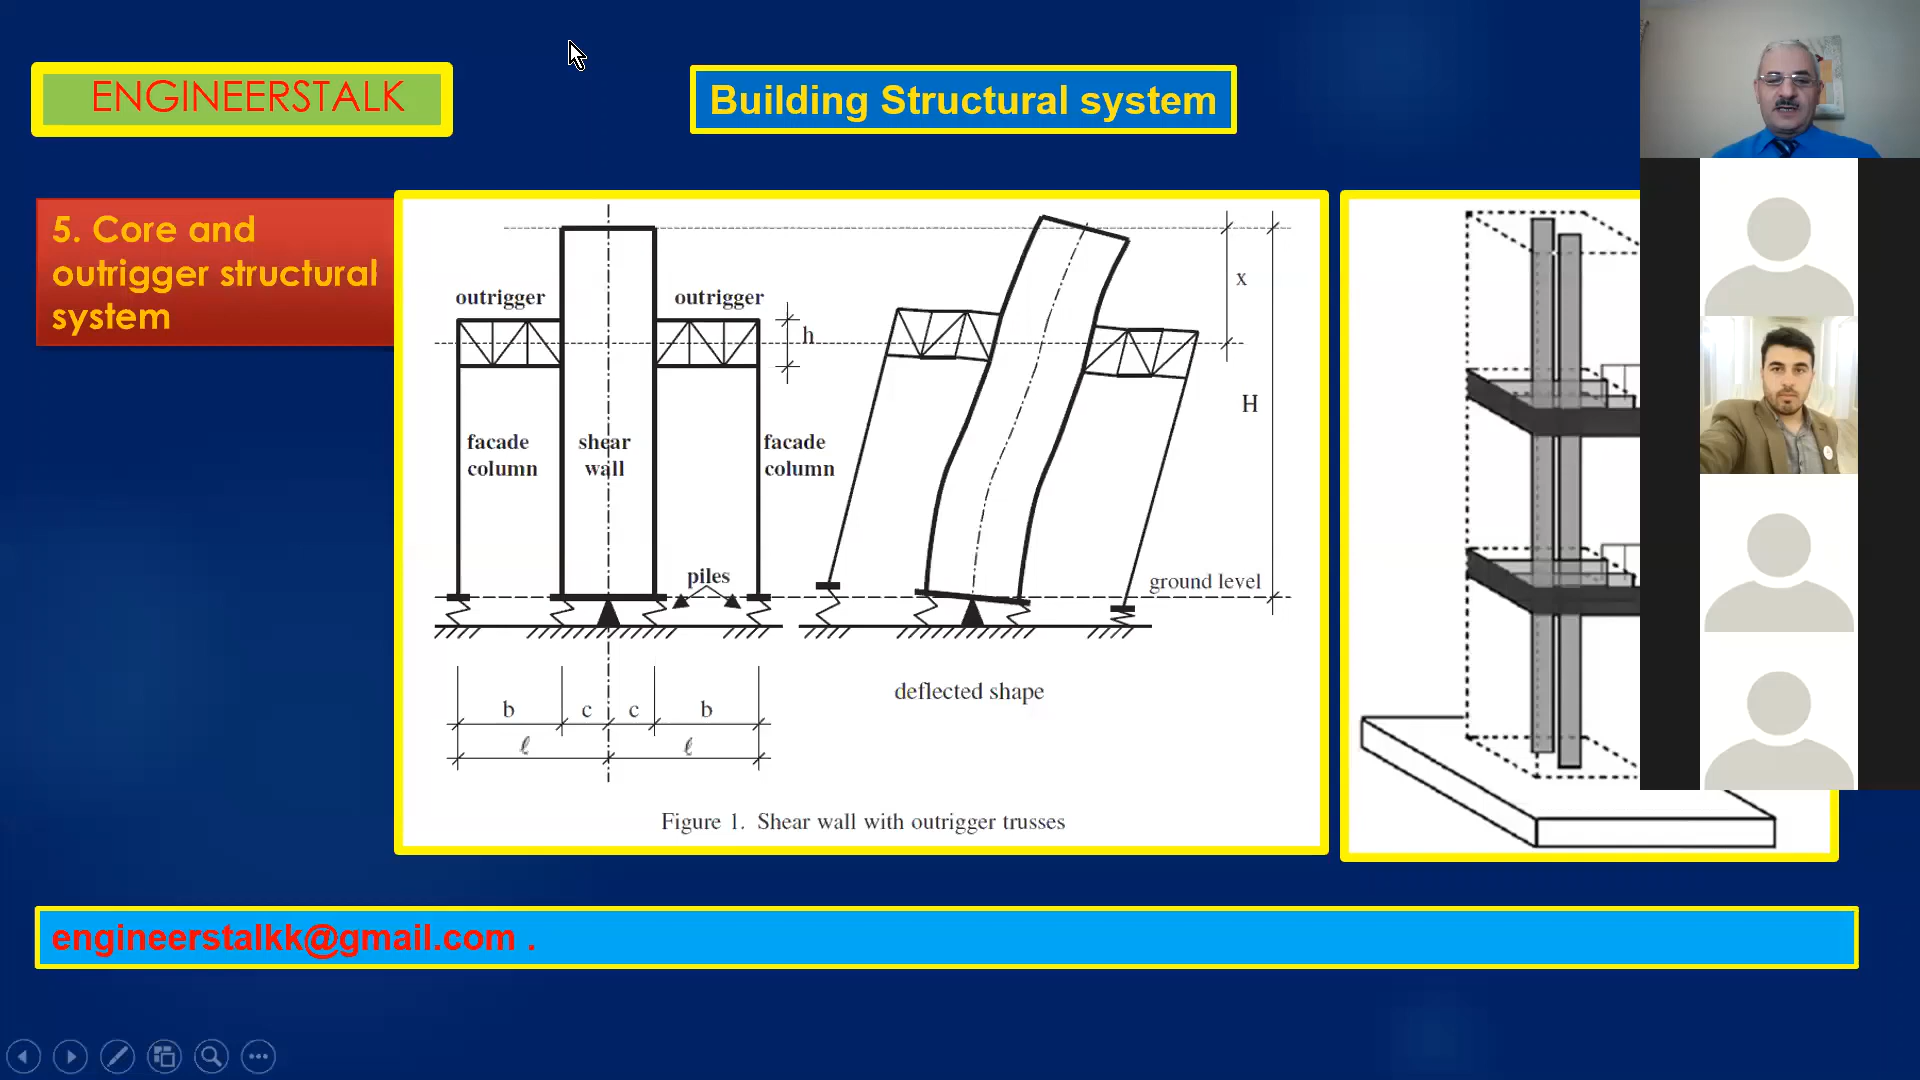 ENGINEERSTALK
Building Structural system
5. Core and
outrigger structural
system
outrigger
outrigger
h
x
H
facade
column
shear
wall
facade
column
piles
ground level
b
c
c
b
ℓ
ℓ
deflected shape
Figure 1. Shear wall with outrigger trusses
engineerstalkk@gmail.com .